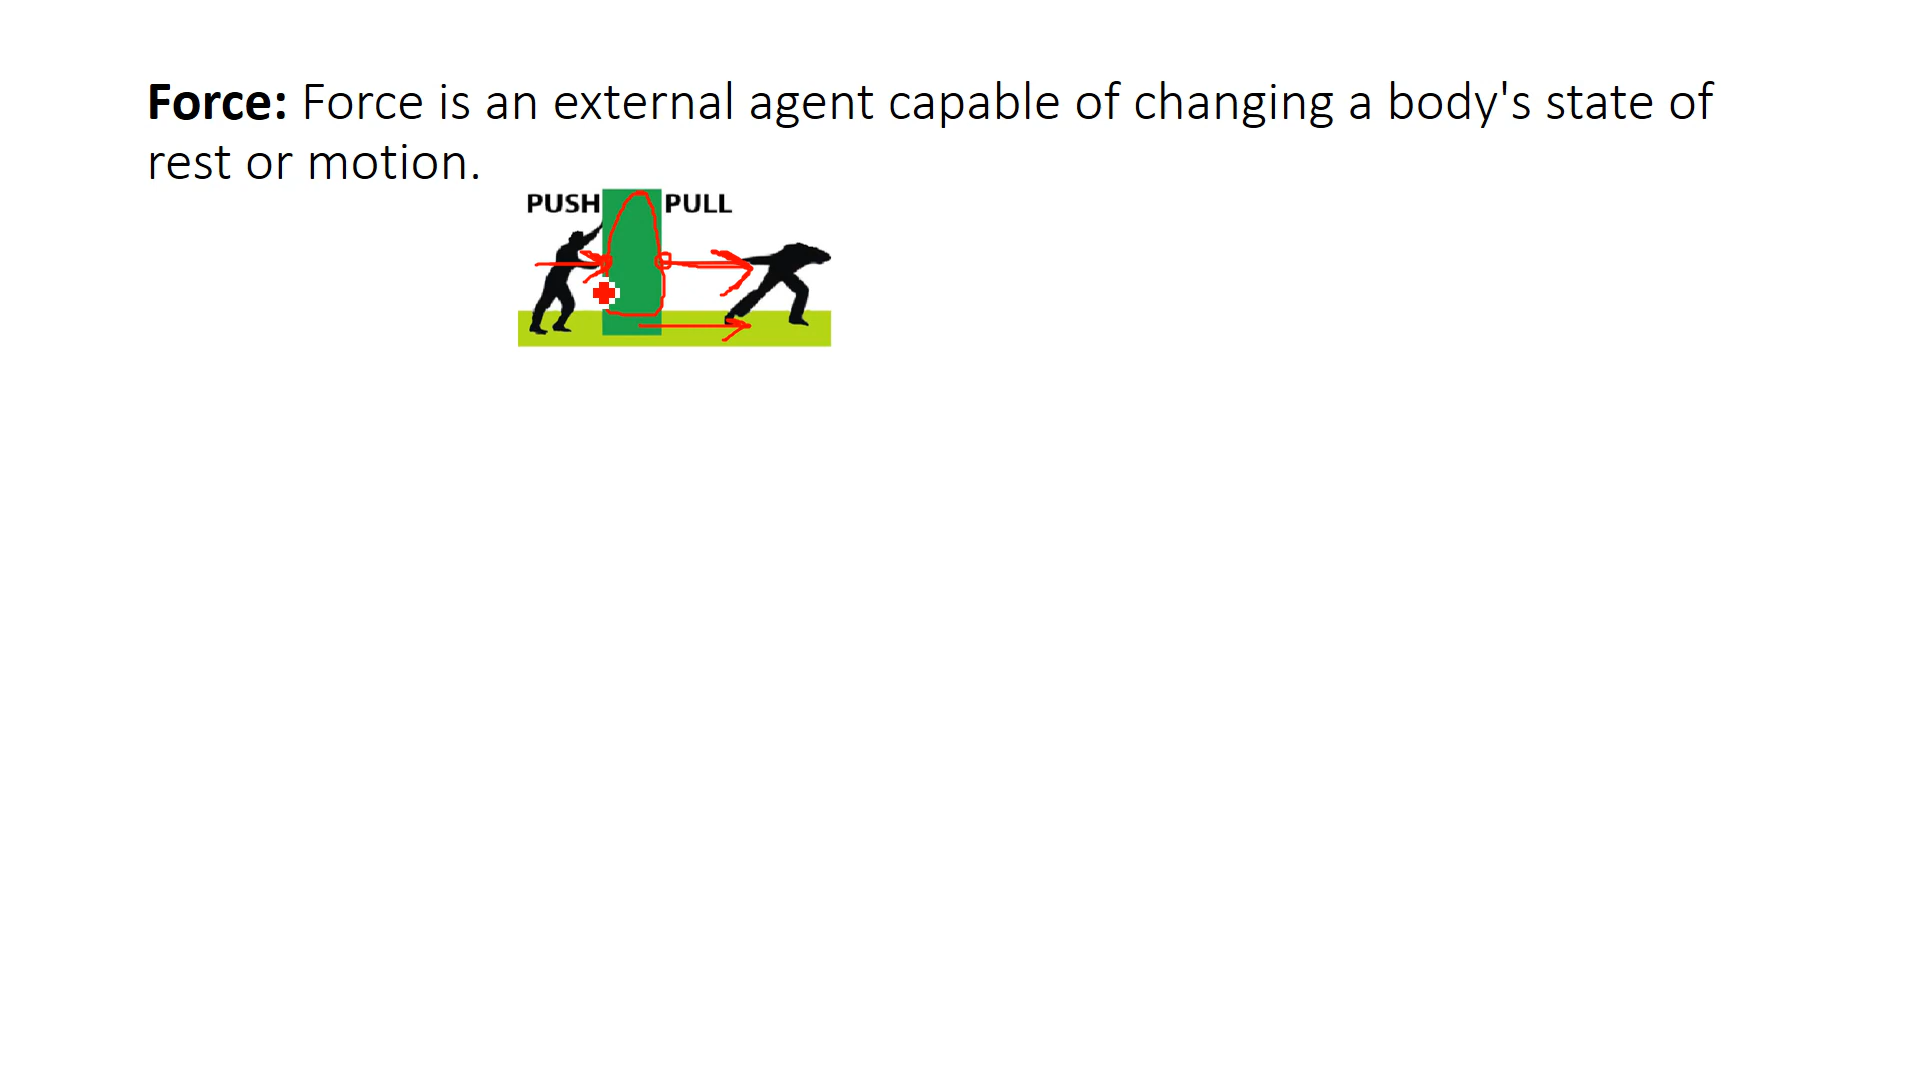 Force: Force is an external agent capable of changing a body's state of
rest or motion.
PUSH PULL